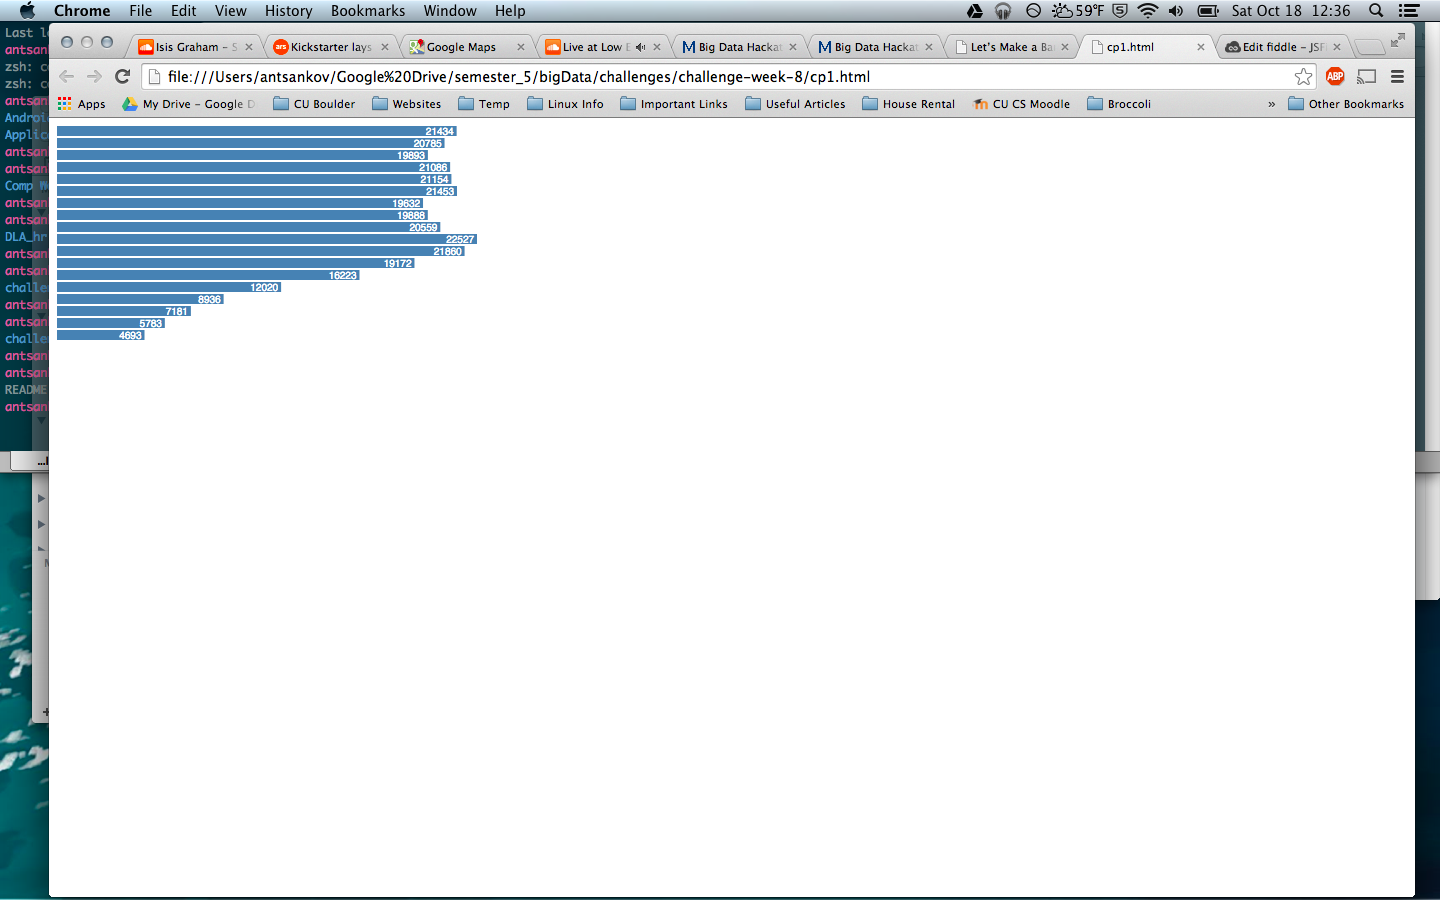 Chrome File Edit View History Bookmarks Window Help 59°F Sat Oct 18 12:36
Last lo
antsan
zsh: co
zsh: co
antsan
Androi
Applic
antsan
antsan
Comp
antsan
antsan
DLA_hr
antsan
antsan
challe
antsan
antsan
challe
antsan
antsan
README
antsan
Isis Graham – S Kickstarter lays Google Maps Live at Low E Big Data Hackat Big Data Hackat Let's Make a Ba cp1.html Edit fiddle – JSFi
file:///Users/antsankov/Google%20Drive/semester_5/bigData/challenges/challenge-week-8/cp1.html ABP
Apps My Drive – Google D CU Boulder Websites Temp Linux Info Important Links Useful Articles House Rental CU CS Moodle Broccoli » Other Bookmarks
21434
20785
19893
21086
21154
21453
19632
19888
20559
22527
21860
19172
16223
12020
8936
7181
5783
4693